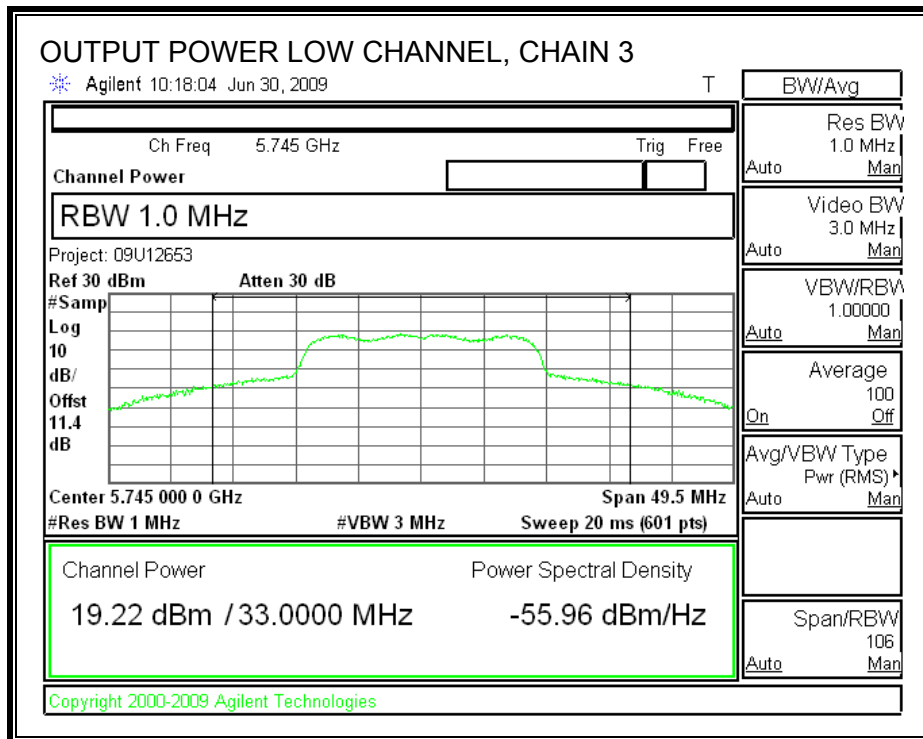 OUTPUT POWER LOW CHANNEL, CHAIN 3
Agilent 10:18:04 Jun 30, 2009 T
Ch Freq 5.745 GHz Trig Free
Channel Power
RBW 1.0 MHz
Project: 09U12653
Ref 30 dBm Atten 30 dB
#Samp
Log
10
dB/
Offst
11.4
dB
Center 5.745 000 0 GHz Span 49.5 MHz
#Res BW 1 MHz #VBW 3 MHz Sweep 20 ms (601 pts)
Channel Power Power Spectral Density
19.22 dBm / 33.0000 MHz -55.96 dBm/Hz
Copyright 2000-2009 Agilent Technologies
BW/Avg
Res BW
1.0 MHz
Auto Man
Video BW
3.0 MHz
Auto Man
VBW/RBW
1.00000
Auto Man
Average
100
On Off
Avg/VBW Type
Pwr (RMS)
Auto Man
Span/RBW
106
Auto Man